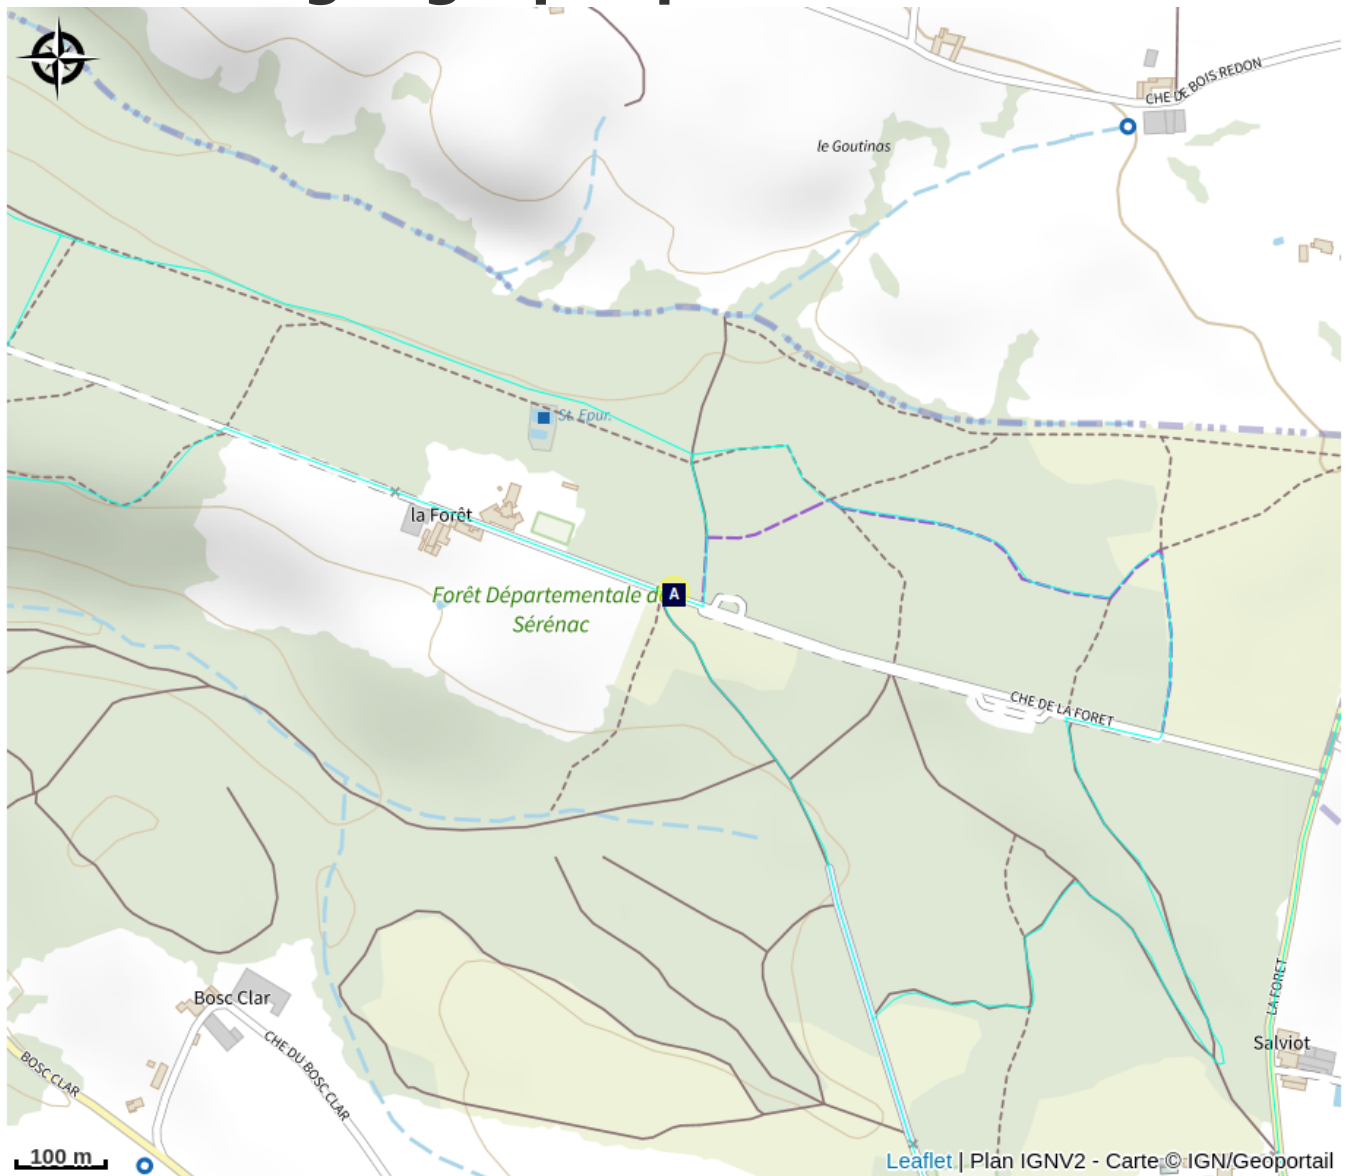 CHE DE BOIS REDON
le Goutinas
St. Epur.
la Forêt
Forêt Départementale d
A
Sérénac
CHE DE LA FORET
LA FORET
Bosc Clar
Salviot
CHE DU BOSC CLAR
BOSC CLAR
100 m
Leaflet | Plan IGNV2 - Carte © IGN/Geoportail